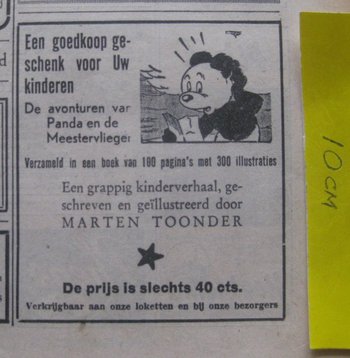 Een goedkoop ge-
schenk voor Uw
kinderen
De avonturen van
Panda en de
Meestervlieger
Verzameld in een boek van 100 pagina's met 300 illustraties
Een grappig kinderverhaal, ge-
schreven en geïllustreerd door
MARTEN TOONDER
De prijs is slechts 40 cts.
Verkrijgbaar aan onze loketten en bij onze bezorgers
10 CM